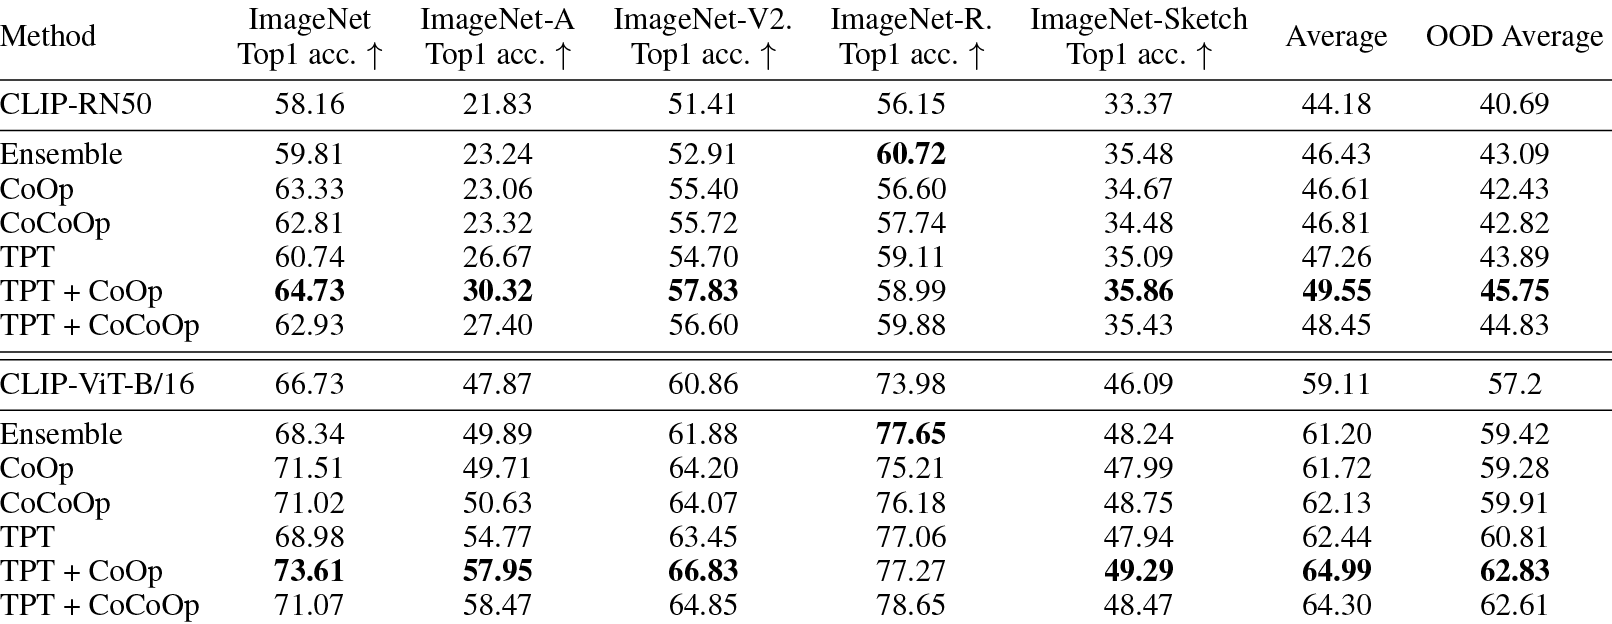 Method ImageNet Top1 acc. ↑ ImageNet-A Top1 acc. ↑ ImageNet-V2. Top1 acc. ↑ ImageNet-R. Top1 acc. ↑ ImageNet-Sketch Top1 acc. ↑ Average OOD Average
CLIP-RN50 58.16 21.83 51.41 56.15 33.37 44.18 40.69
Ensemble 59.81 23.24 52.91 60.72 35.48 46.43 43.09
CoOp 63.33 23.06 55.40 56.60 34.67 46.61 42.43
CoCoOp 62.81 23.32 55.72 57.74 34.48 46.81 42.82
TPT 60.74 26.67 54.70 59.11 35.09 47.26 43.89
TPT + CoOp 64.73 30.32 57.83 58.99 35.86 49.55 45.75
TPT + CoCoOp 62.93 27.40 56.60 59.88 35.43 48.45 44.83
CLIP-ViT-B/16 66.73 47.87 60.86 73.98 46.09 59.11 57.2
Ensemble 68.34 49.89 61.88 77.65 48.24 61.20 59.42
CoOp 71.51 49.71 64.20 75.21 47.99 61.72 59.28
CoCoOp 71.02 50.63 64.07 76.18 48.75 62.13 59.91
TPT 68.98 54.77 63.45 77.06 47.94 62.44 60.81
TPT + CoOp 73.61 57.95 66.83 77.27 49.29 64.99 62.83
TPT + CoCoOp 71.07 58.47 64.85 78.65 48.47 64.30 62.61